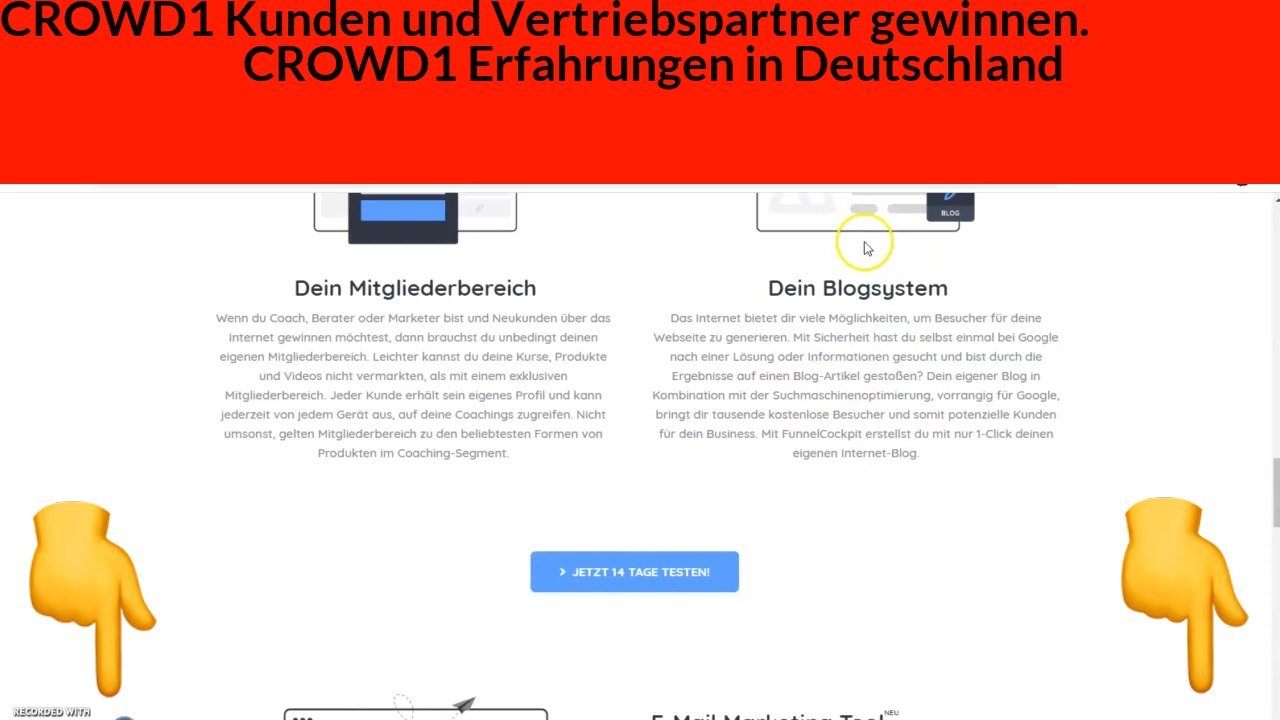 CROWD1 Kunden und Vertriebspartner gewinnen.
CROWD1 Erfahrungen in Deutschland
BLOG
Dein Mitgliederbereich
Wenn du Coach, Berater oder Marketer bist und Neukunden über das
Internet gewinnen möchtest, dann brauchst du unbedingt deinen
eigenen Mitgliederbereich. Leichter kannst du deine Kurse, Produkte
und Videos nicht vermarkten, als mit einem exklusiven
Mitgliederbereich. Jeder Kunde erhält sein eigenes Profil und kann
jederzeit von jedem Gerät aus, auf deine Coachings zugreifen. Nicht
umsonst, gelten Mitgliederbereich zu den beliebtesten Formen von
Produkten im Coaching-Segment.
Dein Blogsystem
Das Internet bietet dir viele Möglichkeiten, um Besucher für deine
Webseite zu generieren. Mit Sicherheit hast du selbst einmal bei Google
nach einer Lösung oder Informationen gesucht und bist durch die
Ergebnisse auf einen Blog-Artikel gestoßen? Dein eigener Blog in
Kombination mit der Suchmaschinenoptimierung, vorrangig für Google,
bringt dir tausende kostenlose Besucher und somit potenzielle Kunden
für dein Business. Mit FunnelCockpit erstellst du mit nur 1-Click deinen
eigenen Internet-Blog.
JETZT 14 TAGE TESTEN!
E-Mail Marketing Tool NEU
RECORDED WITH